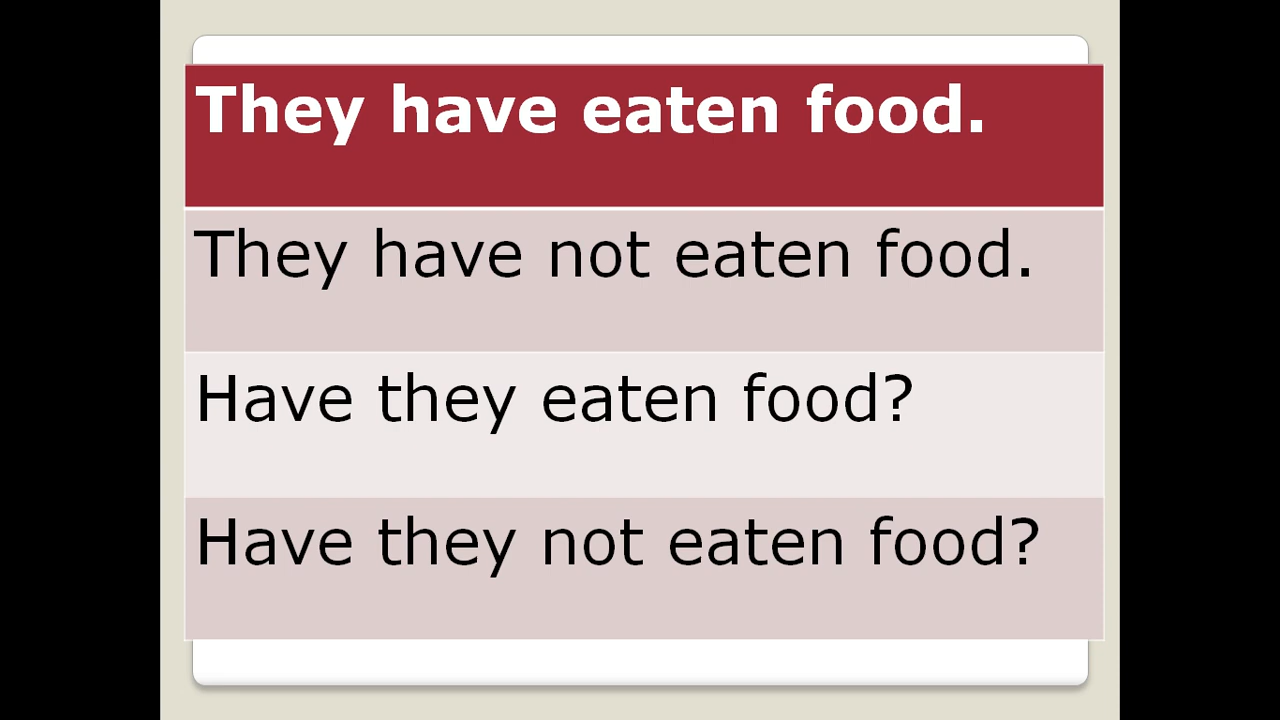 They have eaten food.
They have not eaten food.
Have they eaten food?
Have they not eaten food?